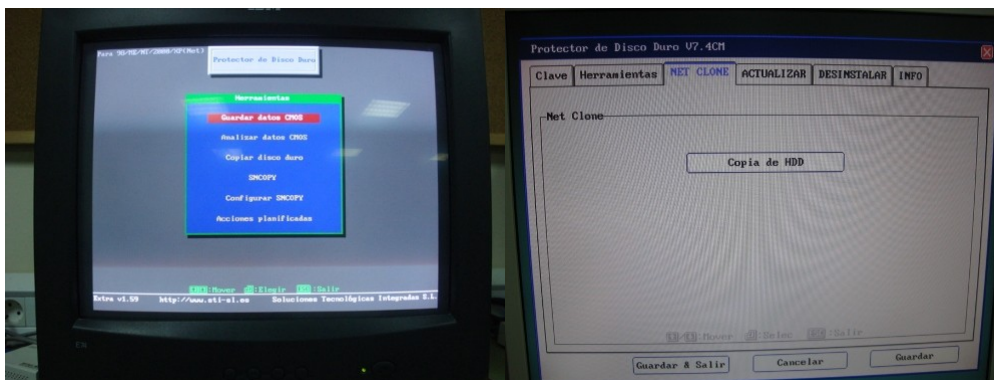 Para 98/ME/NT/2000/XP(Net)
Protector de Disco Duro
Herramientas
Guardar datos CMOS
Analizar datos CMOS
Copiar disco duro
SMCOPY
Configurar SMCOPY
Acciones planificadas
:Mover :Elegir :Salir
Extra v1.59 http://www.sti-sl.es Soluciones Tecnológicas Integradas S.L.
Protector de Disco Duro V7.4CM
Clave Herramientas NET CLONE ACTUALIZAR DESINSTALAR INFO
Net Clone
Copia de HDD
:Mover :Selec :Salir
Guardar & Salir Cancelar Guardar